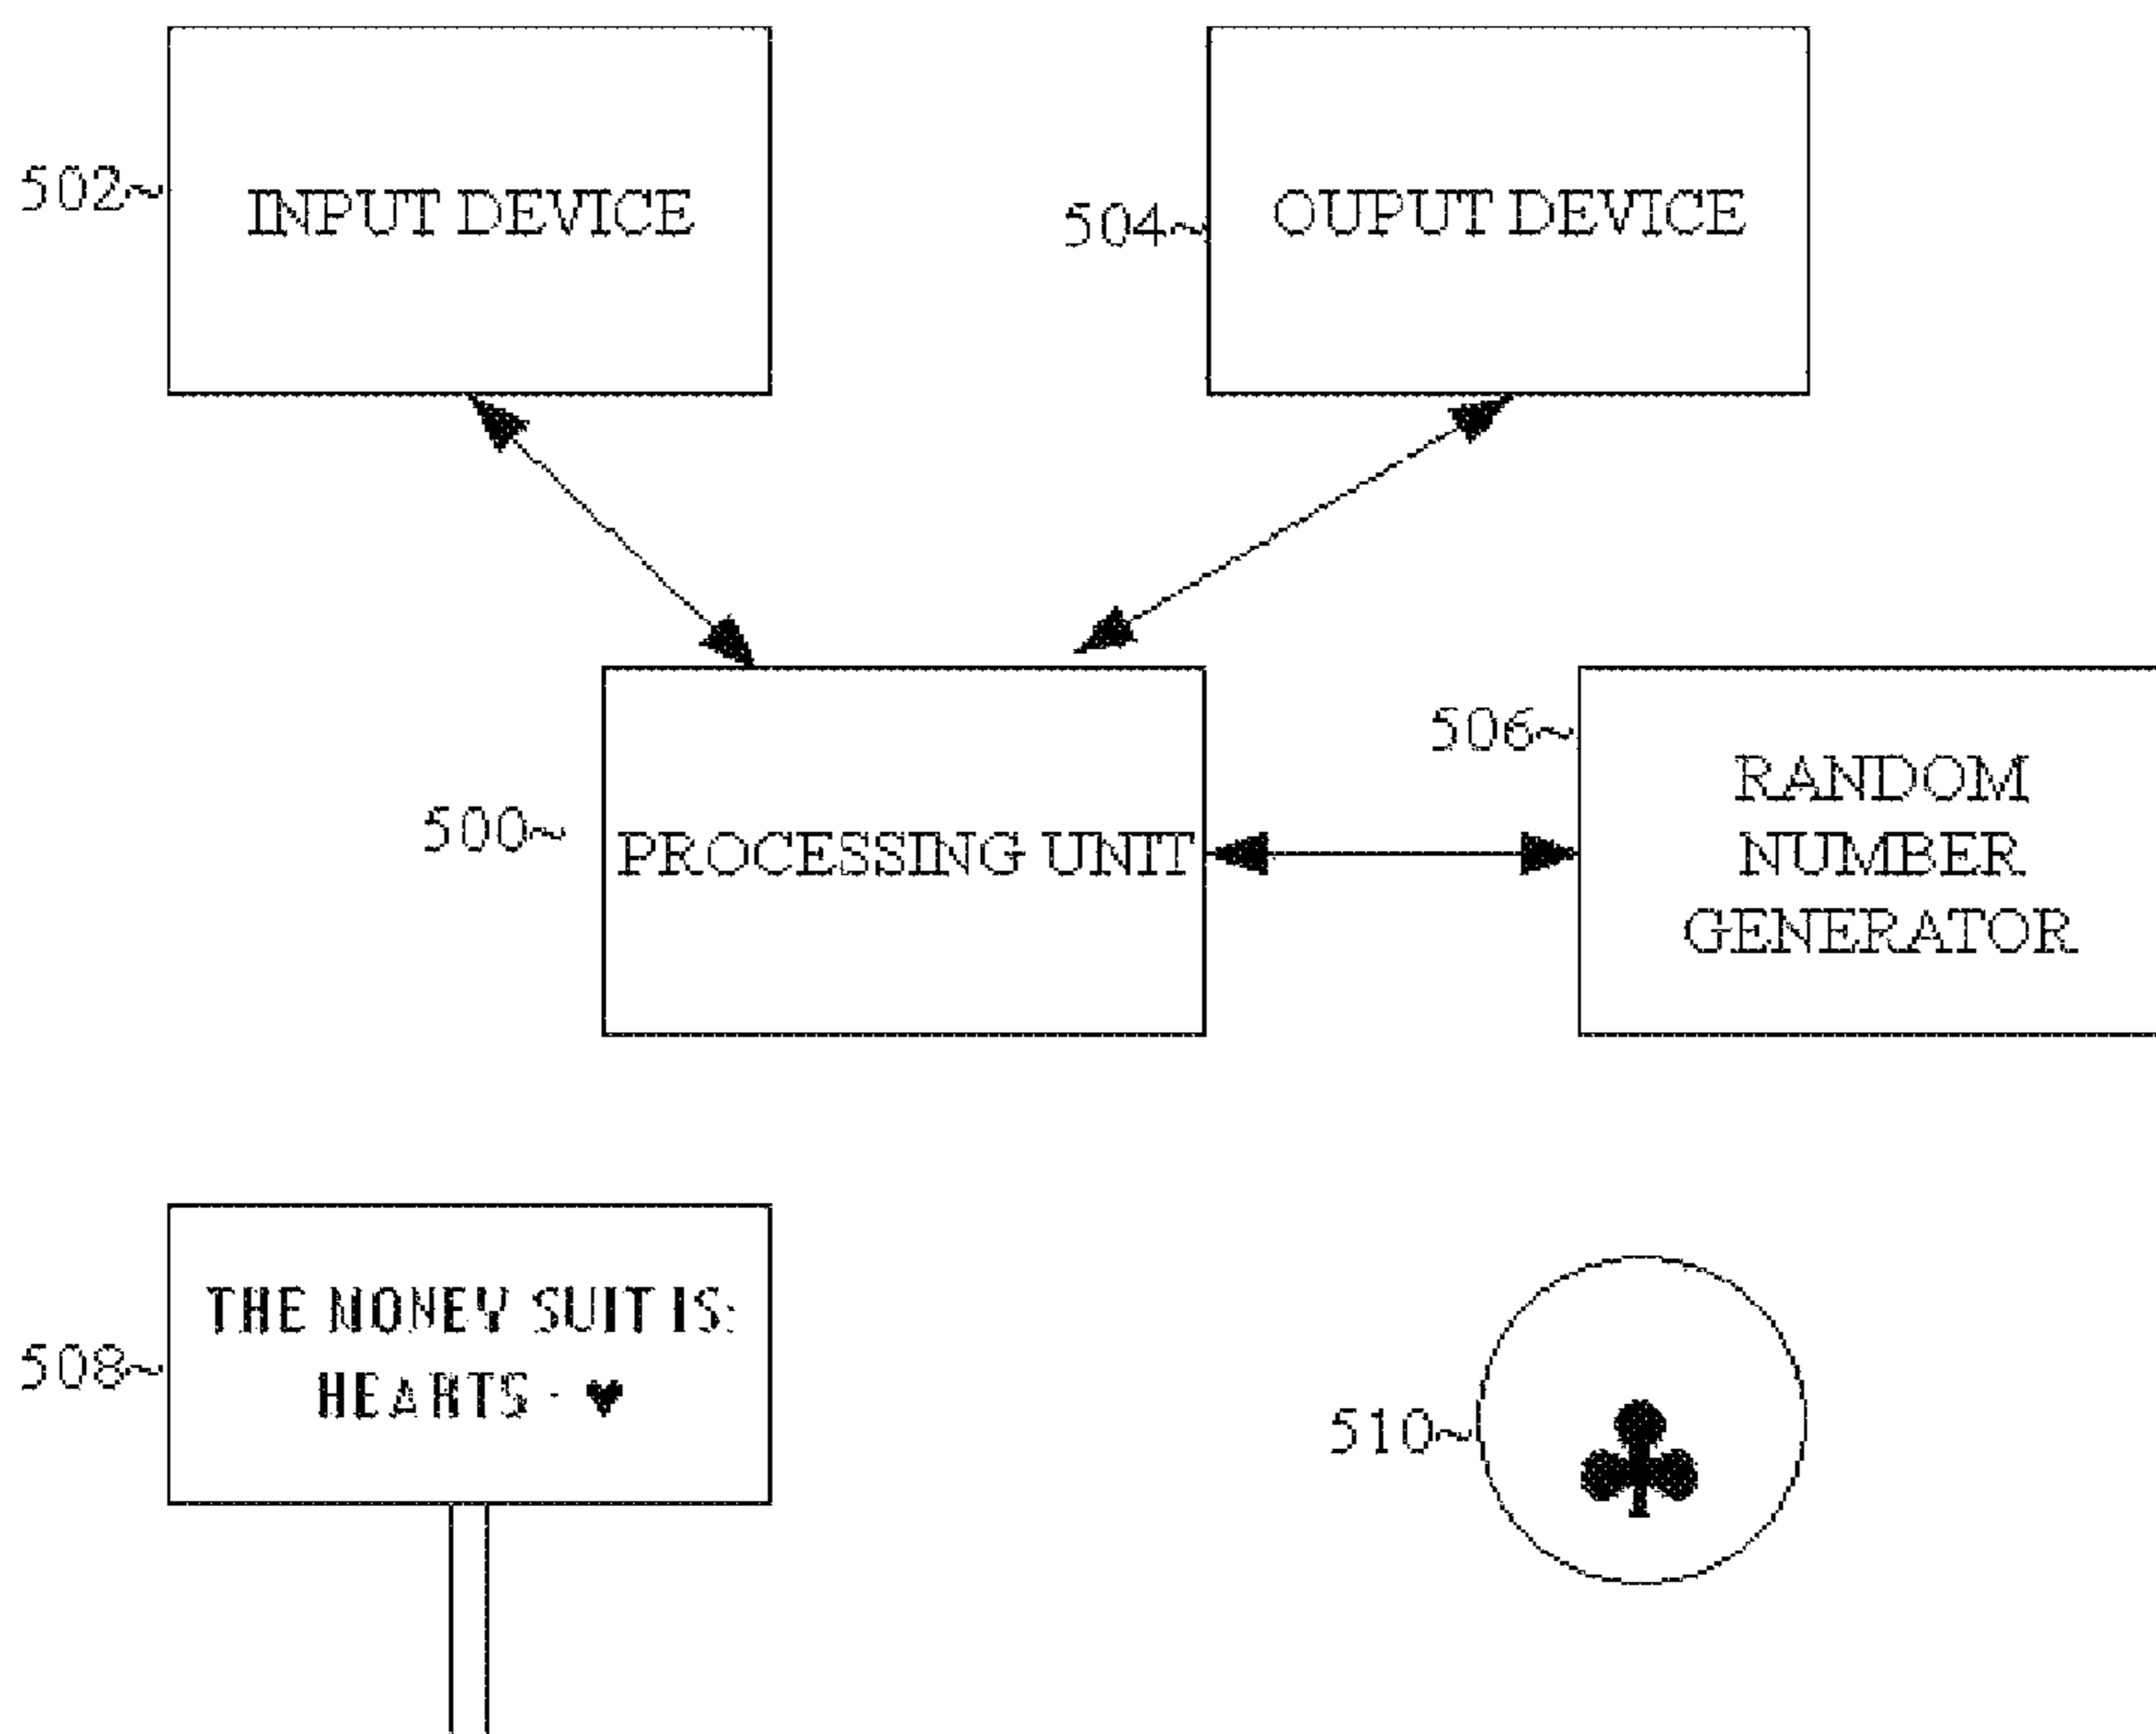 502~
INPUT DEVICE
504~
OUPUT DEVICE
506~
RANDOM
NUMBER
GENERATOR
500~
PROCESSING UNIT
508~
THE MONEY SUIT IS:
HEARTS - ♥
510~